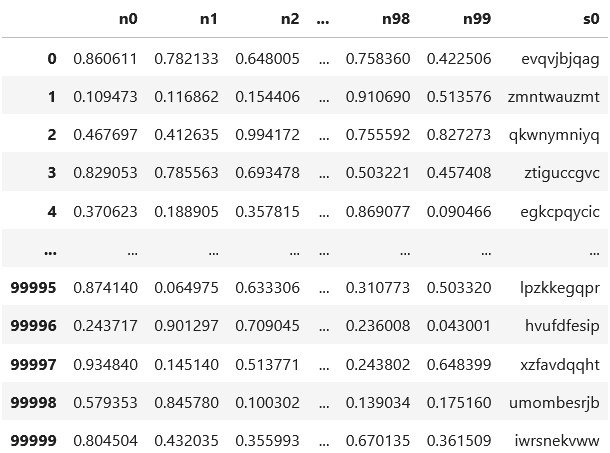 n0 n1 n2 ... n98 n99 s0
0 0.860611 0.782133 0.648005 ... 0.758360 0.422506 evqvjbjqag
1 0.109473 0.116862 0.154406 ... 0.910690 0.513576 zmntwauzmt
2 0.467697 0.412635 0.994172 ... 0.755592 0.827273 qkwnymniyq
3 0.829053 0.785563 0.693478 ... 0.503221 0.457408 ztiguccgvc
4 0.370623 0.188905 0.357815 ... 0.869077 0.090466 egkcpqycic
... ... ... ... ... ... ... ...
99995 0.874140 0.064975 0.633306 ... 0.310773 0.503320 lpzkkegqpr
99996 0.243717 0.901297 0.709045 ... 0.236008 0.043001 hvufdfesip
99997 0.934840 0.145140 0.513771 ... 0.243802 0.648399 xzfavdqqht
99998 0.579353 0.845780 0.100302 ... 0.139034 0.175160 umombesrjb
99999 0.804504 0.432035 0.355993 ... 0.670135 0.361509 iwrsnekvww